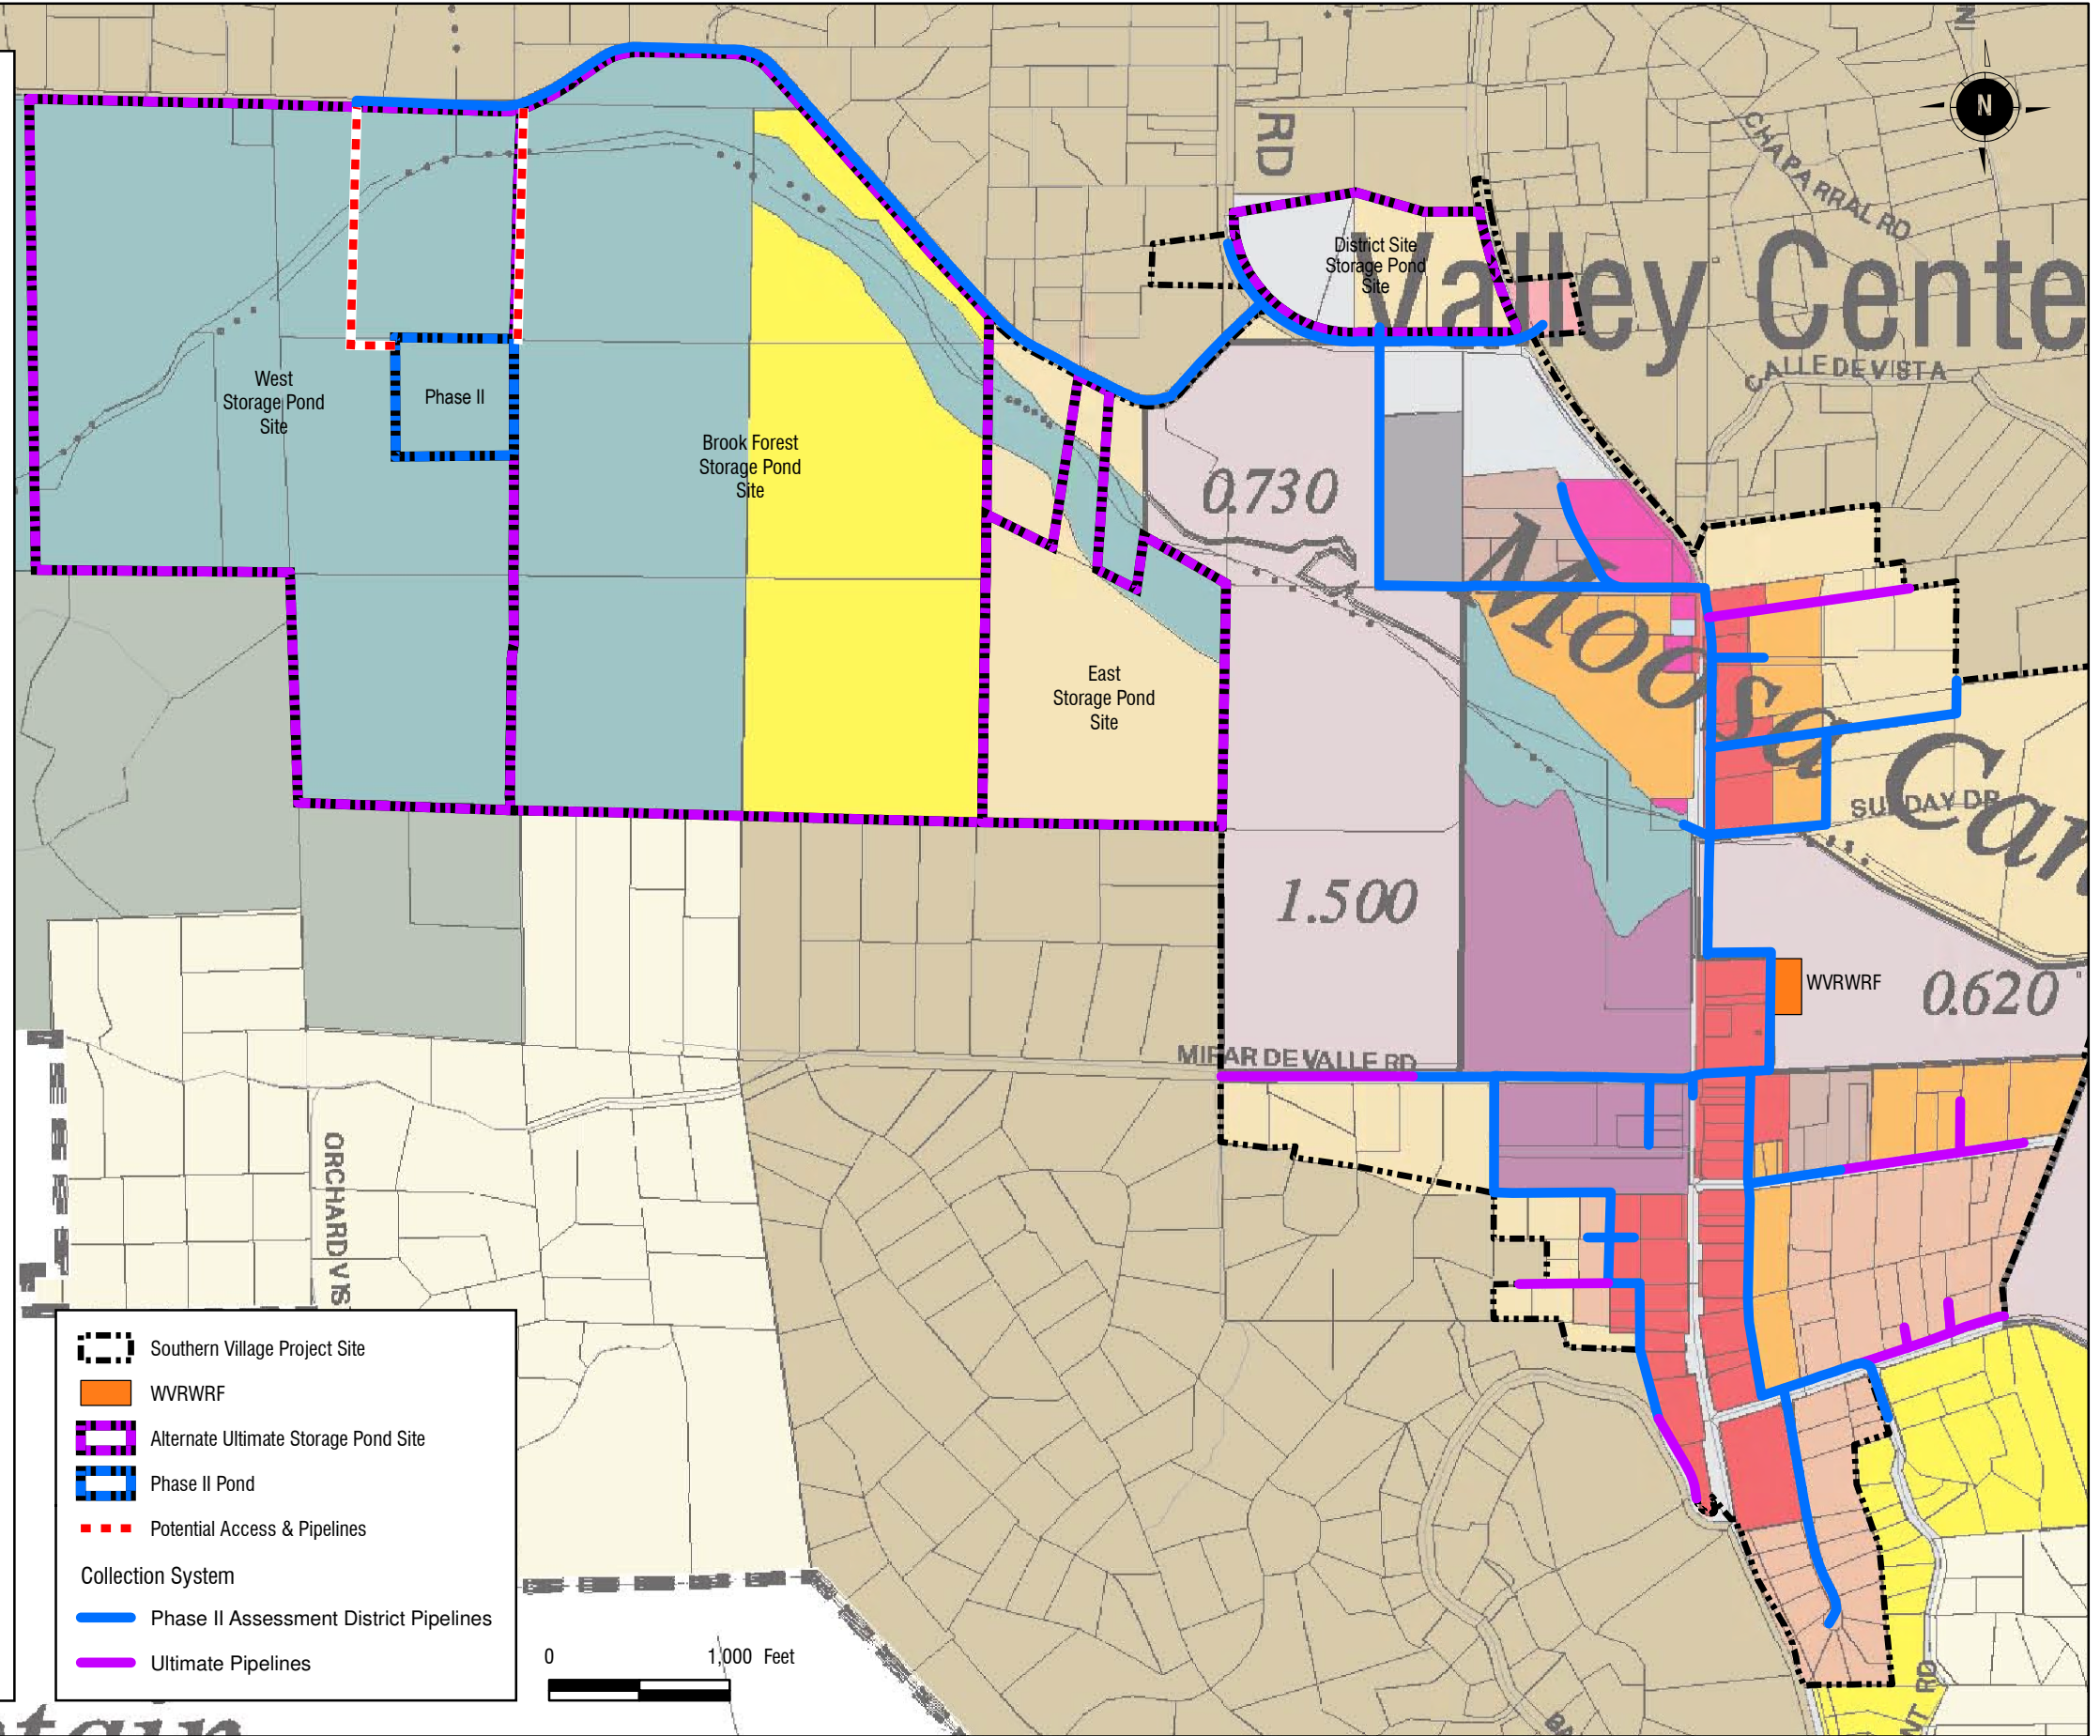 N
RD
CHAPARRAL RD
District Site
Storage Pond
Site
Valley Cente
CALLE DE VISTA
West
Storage Pond
Site
Phase II
Brook Forest
Storage Pond
Site
0.730
Moosa Can
East
Storage Pond
Site
SUNDAY DR
1.500
WVRWRF
0.620
MIRAR DE VALLE RD
ORCHARD VIS
Southern Village Project Site
WVRWRF
Alternate Ultimate Storage Pond Site
Phase II Pond
Potential Access & Pipelines
Collection System
Phase II Assessment District Pipelines
Ultimate Pipelines
0 1,000 Feet
NT RD